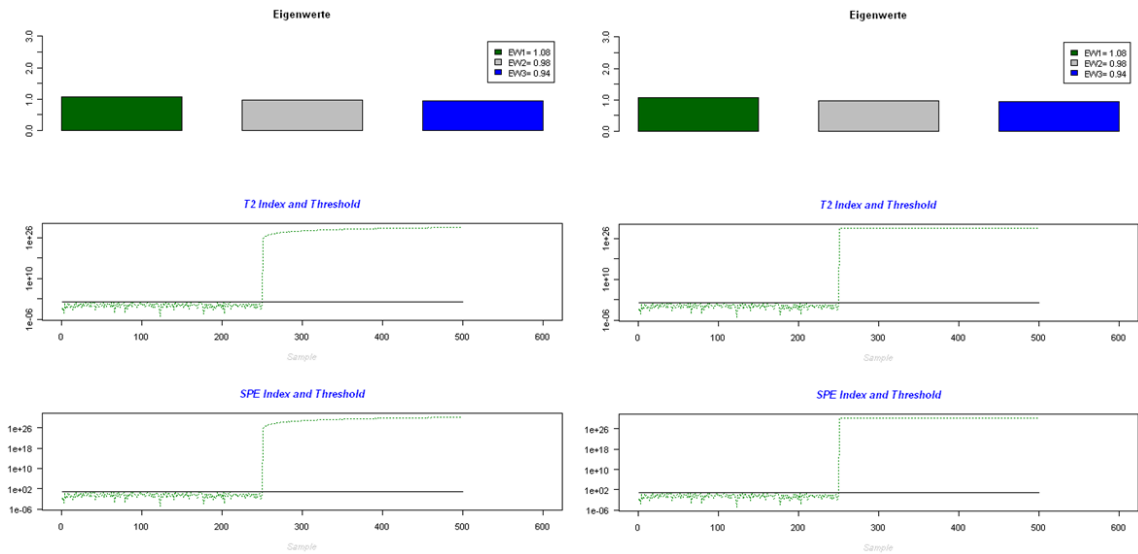 Eigenwerte
3.0
2.0
1.0
0.0
EW1= 1.08
EW2= 0.98
EW3= 0.94
T2 Index and Threshold
1e+26
1e+10
1e-06
0 100 200 300 400 500 600
Sample
SPE Index and Threshold
1e+26
1e+18
1e+10
1e+02
1e-06
0 100 200 300 400 500 600
Sample
Eigenwerte
3.0
2.0
1.0
0.0
EW1= 1.08
EW2= 0.98
EW3= 0.94
T2 Index and Threshold
1e+26
1e+10
1e-06
0 100 200 300 400 500 600
Sample
SPE Index and Threshold
1e+26
1e+18
1e+10
1e+02
1e-06
0 100 200 300 400 500 600
Sample